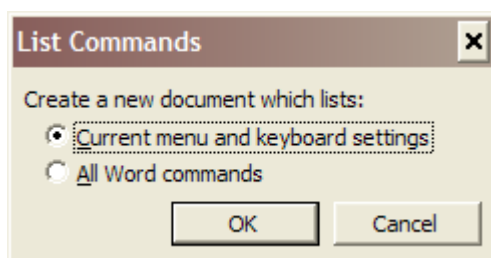 List Commands
Create a new document which lists:
Current menu and keyboard settings
All Word commands
OK Cancel